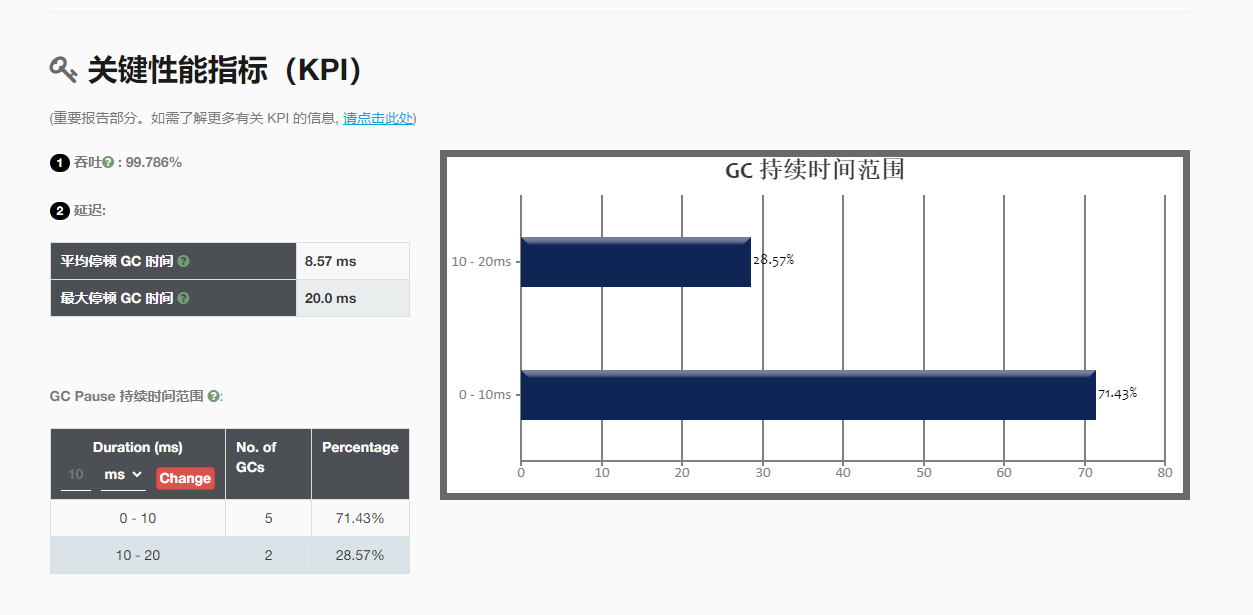 关键性能指标（KPI）
(重要报告部分。如需了解更多有关 KPI 的信息, 请点击此处)
1 吞吐 ? : 99.786%
2 延迟:
平均停顿 GC 时间 ? 8.57 ms
最大停顿 GC 时间 ? 20.0 ms
GC Pause 持续时间范围 ? :
Duration (ms) No. of GCs Percentage
10 ms Change
0 - 10 5 71.43%
10 - 20 2 28.57%
GC 持续时间范围
10 - 20ms 28.57%
0 - 10ms 71.43%
0 10 20 30 40 50 60 70 80